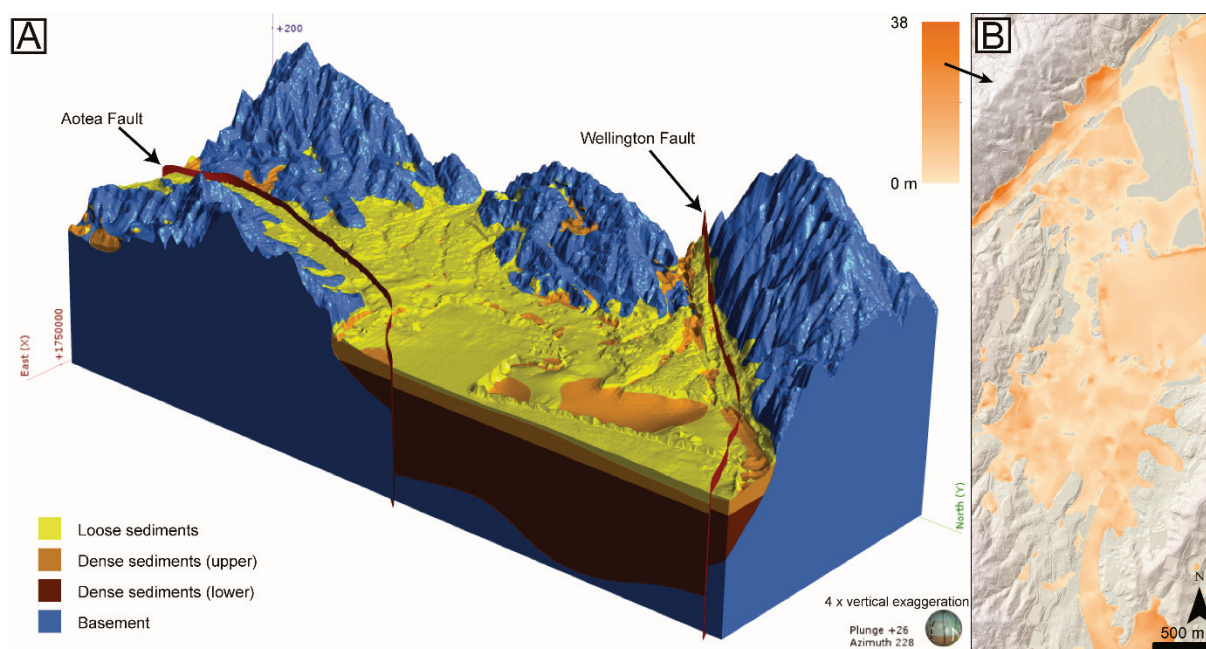 A
+200
Aotea Fault
Wellington Fault
East (X)
+1750000
North (Y)
Loose sediments
Dense sediments (upper)
Dense sediments (lower)
Basement
4 x vertical exaggeration
Plunge +26
Azimuth 228
38
0 m
B
N
500 m